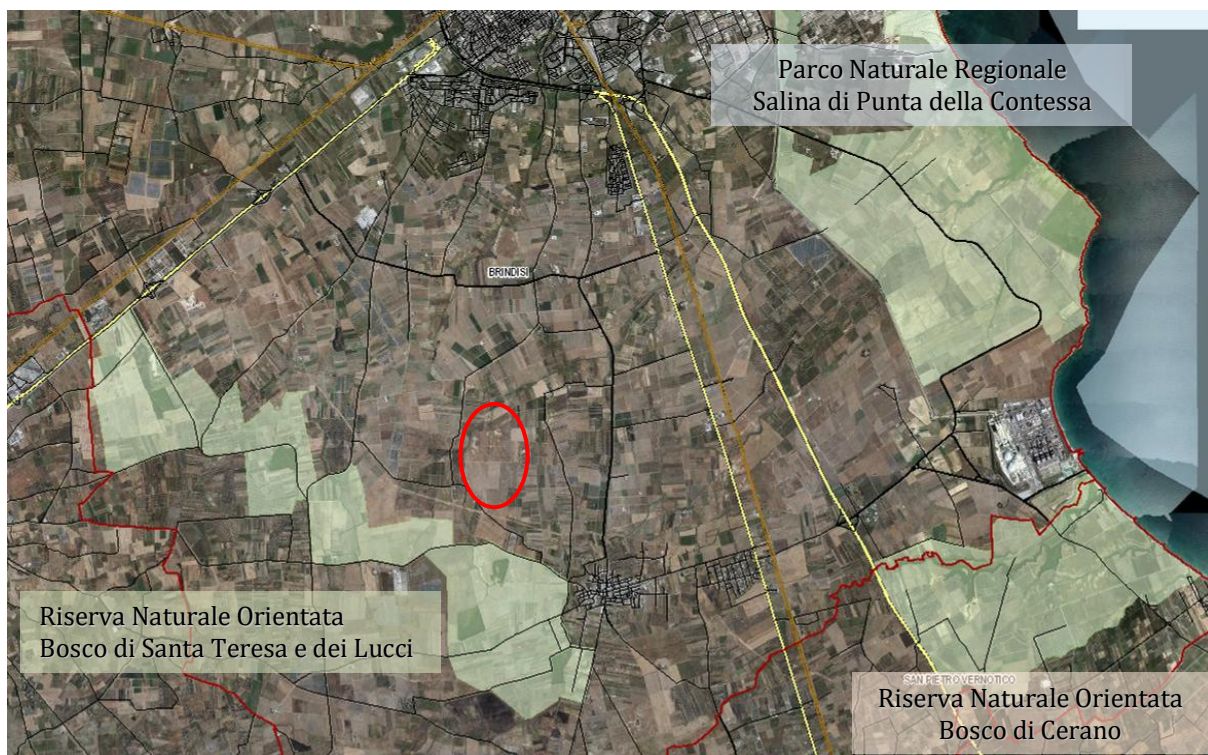 Parco Naturale Regionale
Salina di Punta della Contessa
BRINDISI
Riserva Naturale Orientata
Bosco di Santa Teresa e dei Lucci
SAN PIETRO VERNOTICO
Riserva Naturale Orientata
Bosco di Cerano